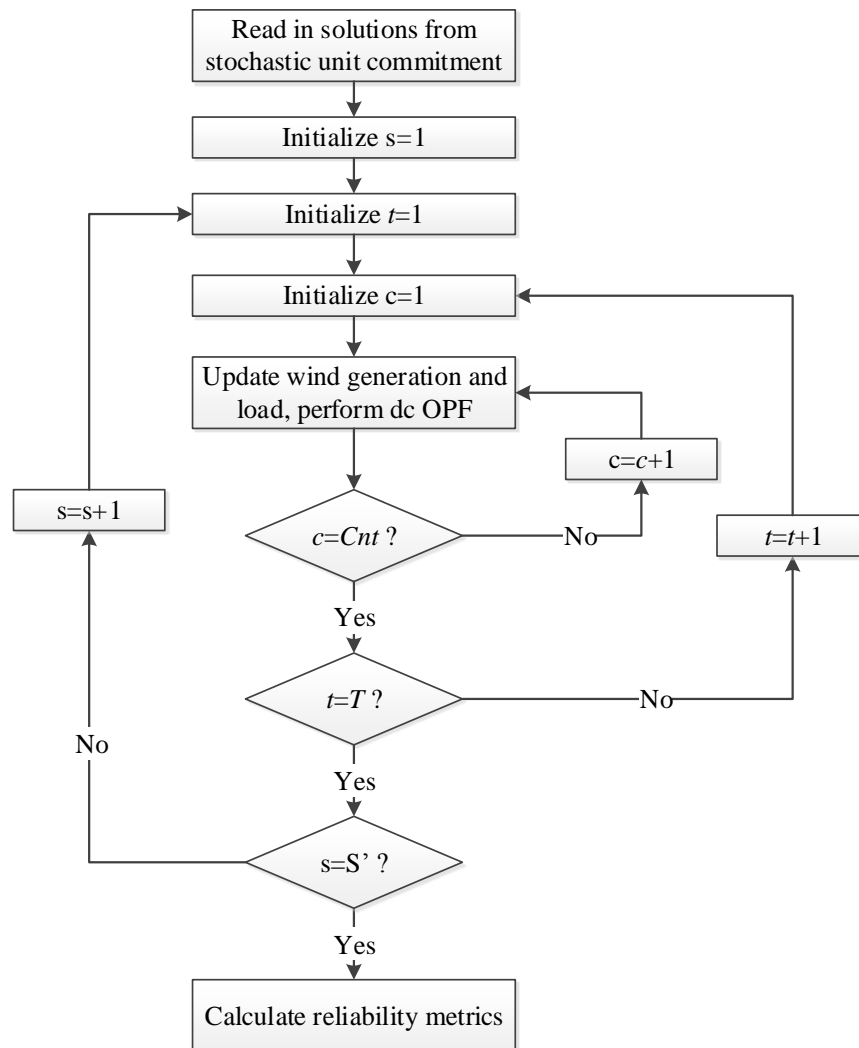 Read in solutions from
stochastic unit commitment
Initialize s=1
Initialize t=1
Initialize c=1
Update wind generation and
load, perform dc OPF
c=c+1
s=s+1
c=Cnt ?
No
t=t+1
Yes
t=T ?
No
No
Yes
s=S’ ?
Yes
Calculate reliability metrics